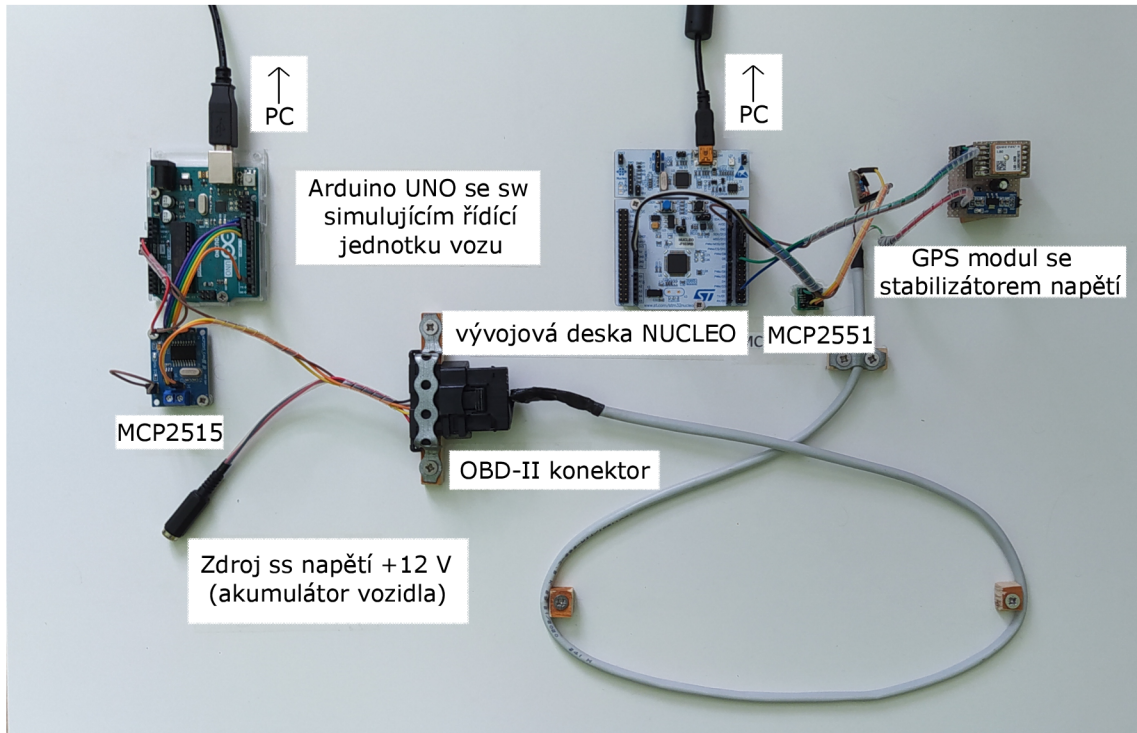 PC
PC
Arduino UNO se sw
simulujícím řídící
jednotku vozu
GPS modul se
stabilizátorem napětí
vývojová deska NUCLEO
MCP2551
MC
MCP2515
OBD-II konektor
Zdroj ss napětí +12 V
(akumulátor vozidla)